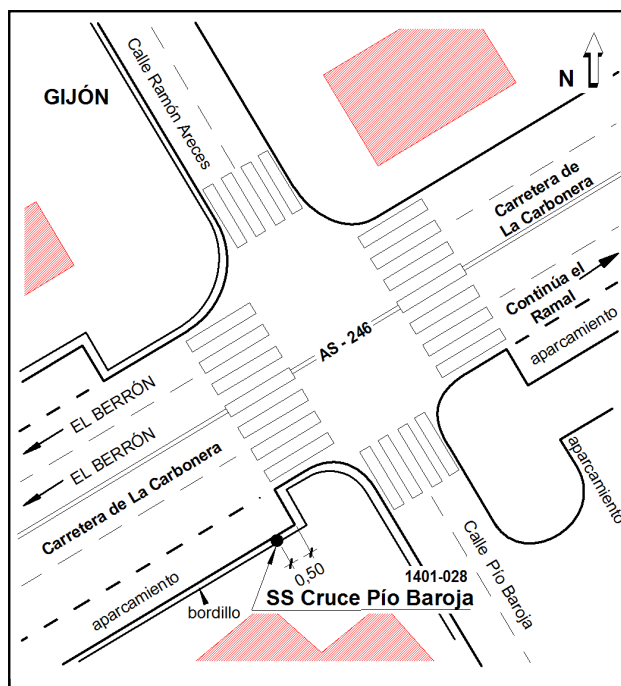 GIJÓN
Calle Ramón Areces
N
Carretera de
La Carbonera
Continúa el
Ramal
aparcamiento
AS - 246
EL BERRÓN
EL BERRÓN
Carretera de La Carbonera
aparcamiento
aparcamiento
bordillo
0,50
1401-028
SS Cruce Pío Baroja
Calle Pío Baroja